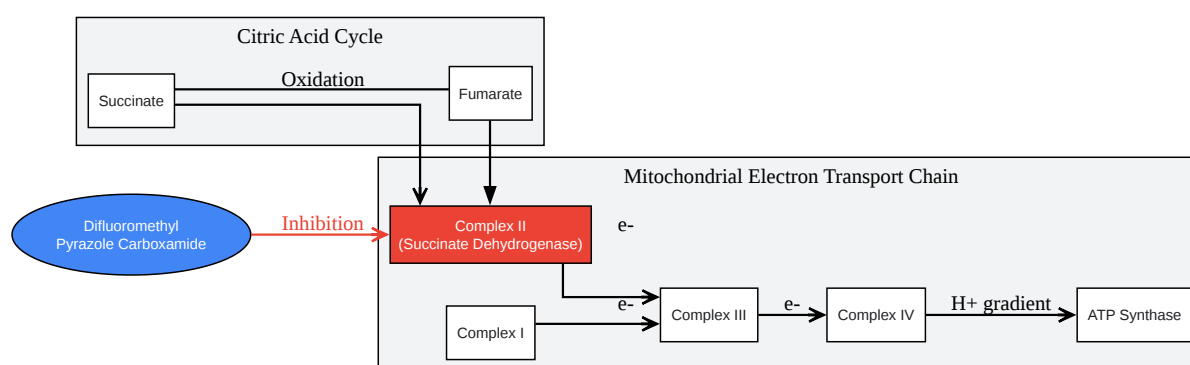 Citric Acid Cycle
Oxidation
Succinate
Fumarate
Mitochondrial Electron Transport Chain
Difluoromethyl
Pyrazole Carboxamide
Inhibition
Complex II
(Succinate Dehydrogenase)
e-
e-
Complex I
Complex III
e-
Complex IV
H+ gradient
ATP Synthase